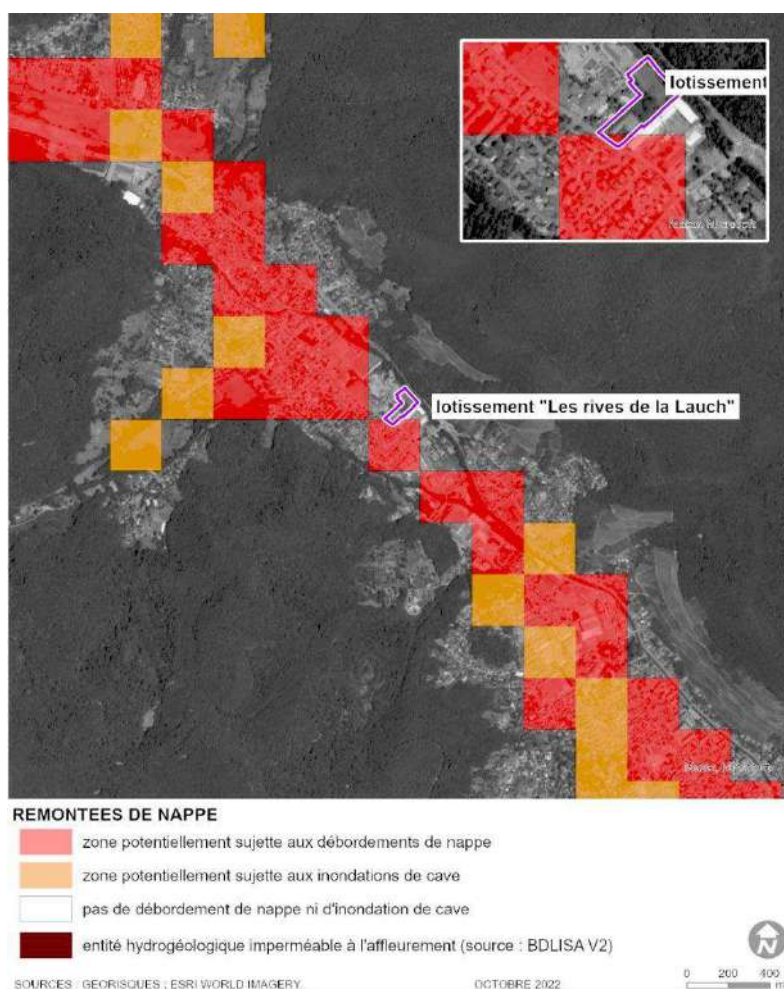 lotissement
lotissement "Les rives de la Lauch"
REMONTEES DE NAPPE
zone potentiellement sujette aux débordements de nappe
zone potentiellement sujette aux inondations de cave
pas de débordement de nappe ni d'inondation de cave
entité hydrogéologique imperméable à l'affleurement (source : BDLISA V2)
N
0 200 400
SOURCES : GEORISQUES ; ESRI WORLD IMAGERY. OCTOBRE 2022